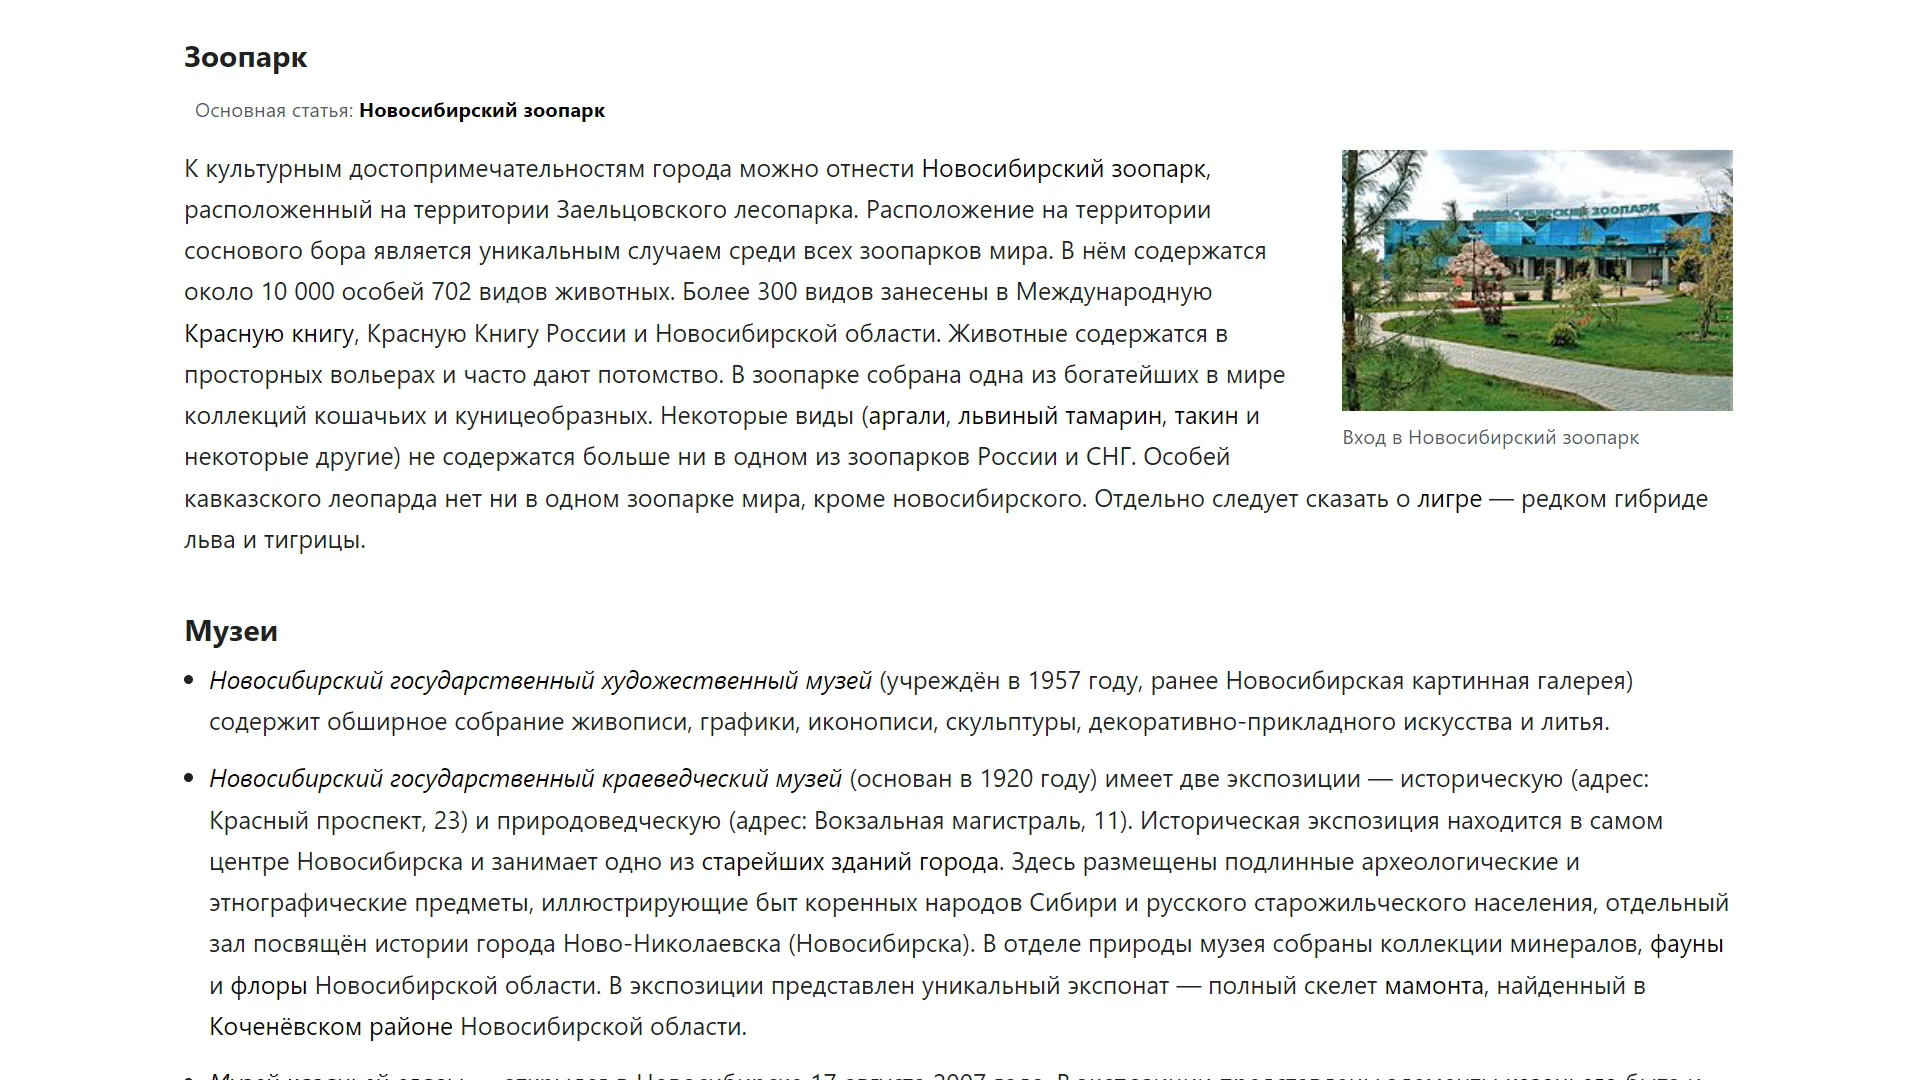 Зоопарк
Основная статья: Новосибирский зоопарк
К культурным достопримечательностям города можно отнести Новосибирский зоопарк,
расположенный на территории Заельцовского лесопарка. Расположение на территории
соснового бора является уникальным случаем среди всех зоопарков мира. В нём содержатся
около 10 000 особей 702 видов животных. Более 300 видов занесены в Международную
Красную книгу, Красную Книгу России и Новосибирской области. Животные содержатся в
просторных вольерах и часто дают потомство. В зоопарке собрана одна из богатейших в мире
коллекций кошачьих и куницеобразных. Некоторые виды (аргали, львиный тамарин, такин и
некоторые другие) не содержатся больше ни в одном из зоопарков России и СНГ. Особей
кавказского леопарда нет ни в одном зоопарке мира, кроме новосибирского. Отдельно следует сказать о лигре — редком гибриде
льва и тигрицы.
НОВОСИБИРСКИЙ ЗООПАРК
Вход в Новосибирский зоопарк
Музеи
Новосибирский государственный художественный музей (учреждён в 1957 году, ранее Новосибирская картинная галерея)
содержит обширное собрание живописи, графики, иконописи, скульптуры, декоративно-прикладного искусства и литья.
Новосибирский государственный краеведческий музей (основан в 1920 году) имеет две экспозиции — историческую (адрес:
Красный проспект, 23) и природоведческую (адрес: Вокзальная магистраль, 11). Историческая экспозиция находится в самом
центре Новосибирска и занимает одно из старейших зданий города. Здесь размещены подлинные археологические и
этнографические предметы, иллюстрирующие быт коренных народов Сибири и русского старожильческого населения, отдельный
зал посвящён истории города Ново-Николаевска (Новосибирска). В отделе природы музея собраны коллекции минералов, фауны
и флоры Новосибирской области. В экспозиции представлен уникальный экспонат — полный скелет мамонта, найденный в
Коченёвском районе Новосибирской области.